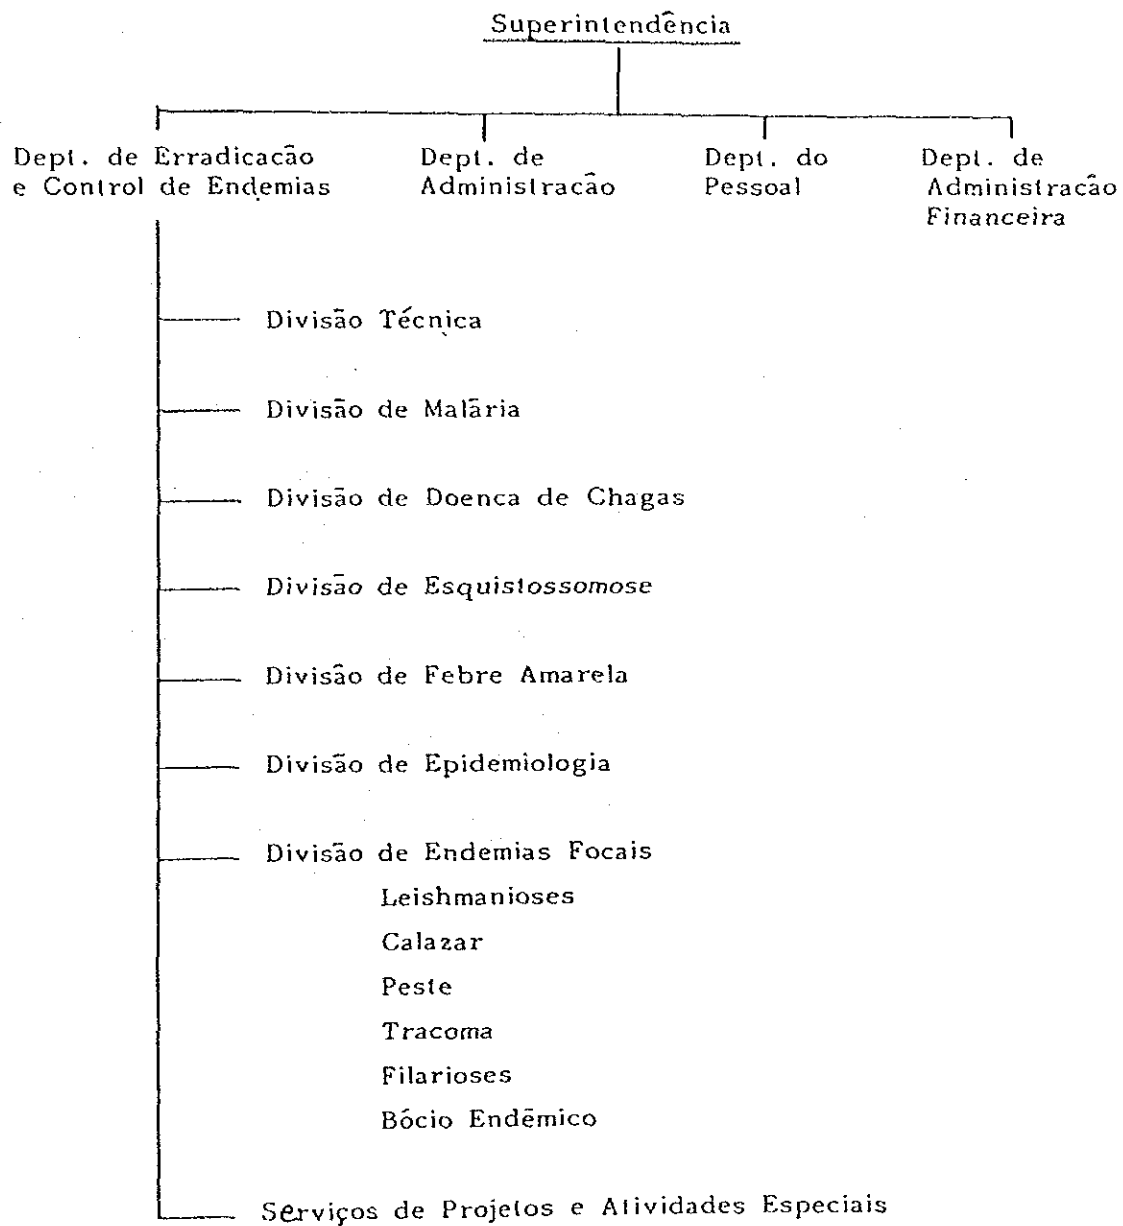 Superintendência
Dept. de Erradicacão
e Control de Endemias
Dept. de
Administracão
Dept. do
Pessoal
Dept. de
Administracão
Financeira
Divisão Técnica
Divisão de Malāria
Divisão de Doenca de Chagas
Divisão de Esquistossomose
Divisão de Febre Amarela
Divisão de Epidemiologia
Divisão de Endemias Focais
Leishmanioses
Calazar
Peste
Tracoma
Filarioses
Bócio Endēmico
Serviços de Projetos e Atividades Especiais